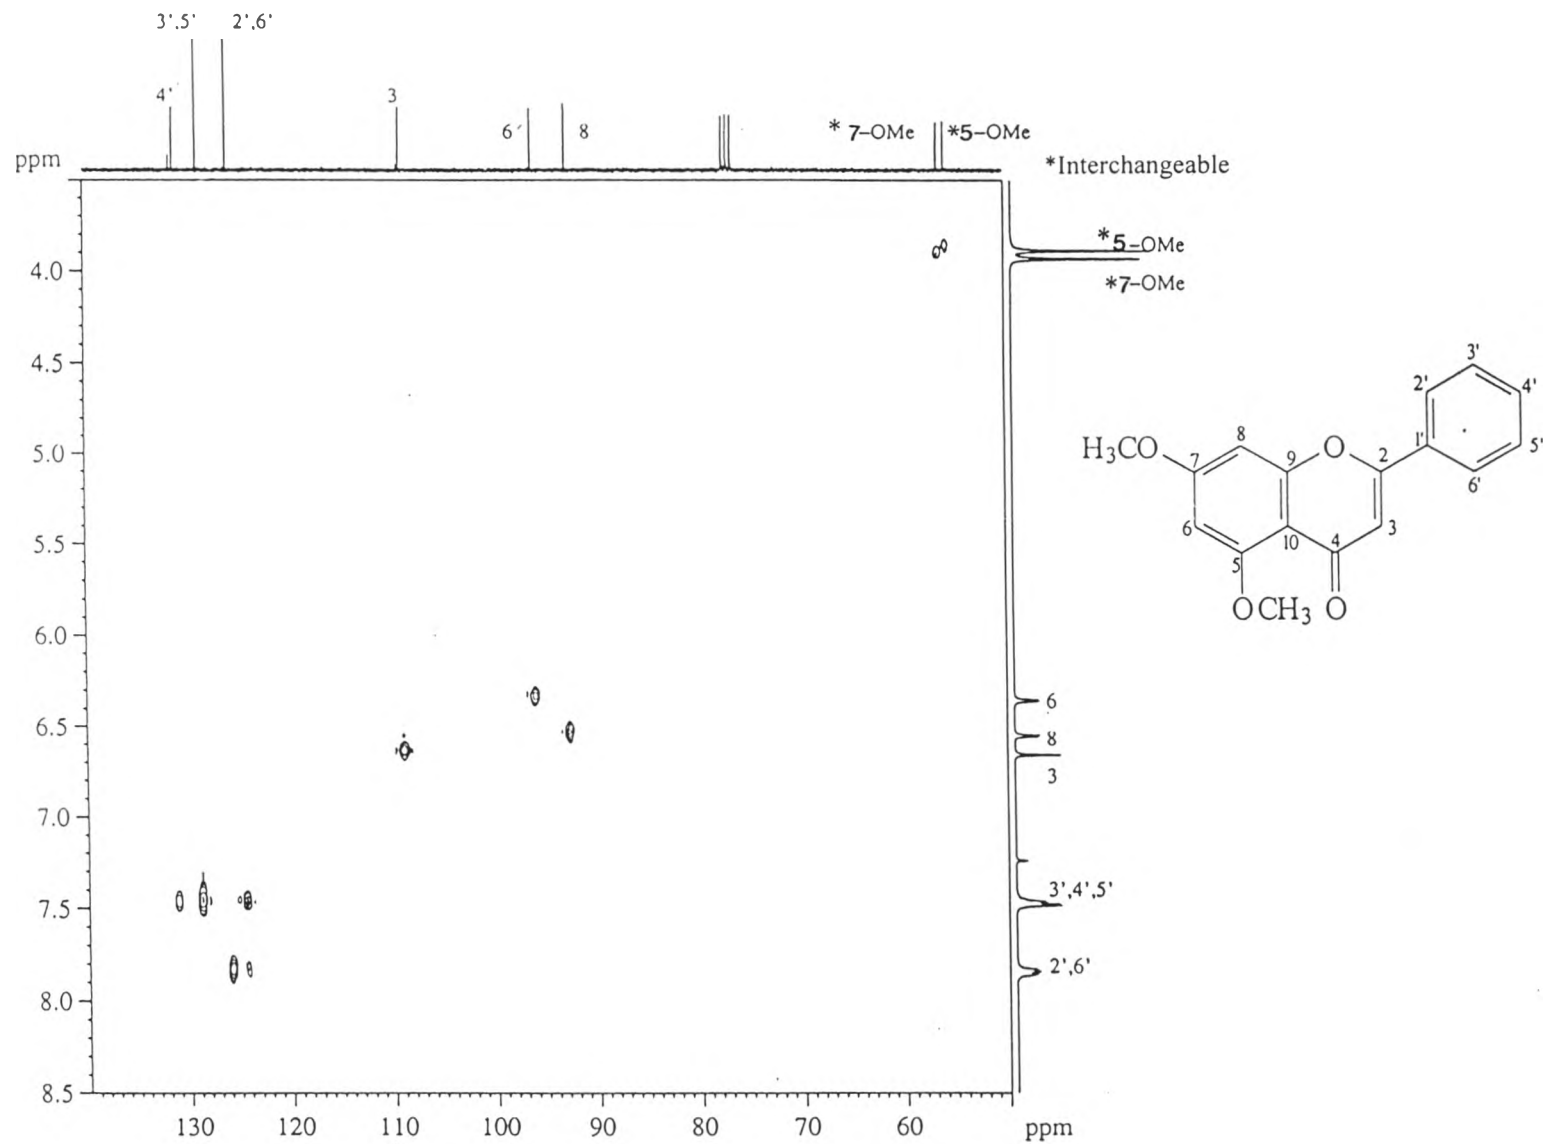 3',5' 2',6'
4' 3 6 8 * 7-OMe *5-OMe
ppm
*Interchangeable
*5-OMe
*7-OMe
4.0
4.5
5.0
5.5
6.0
6.5
7.0
7.5
8.0
8.5
6
8
3
3',4',5'
2',6'
130 120 110 100 90 80 70 60 ppm
3'
2' 4'
8 O 2 1' 5'
H₃CO 7 9 6'
6 10 4 3
5
OCH₃ O